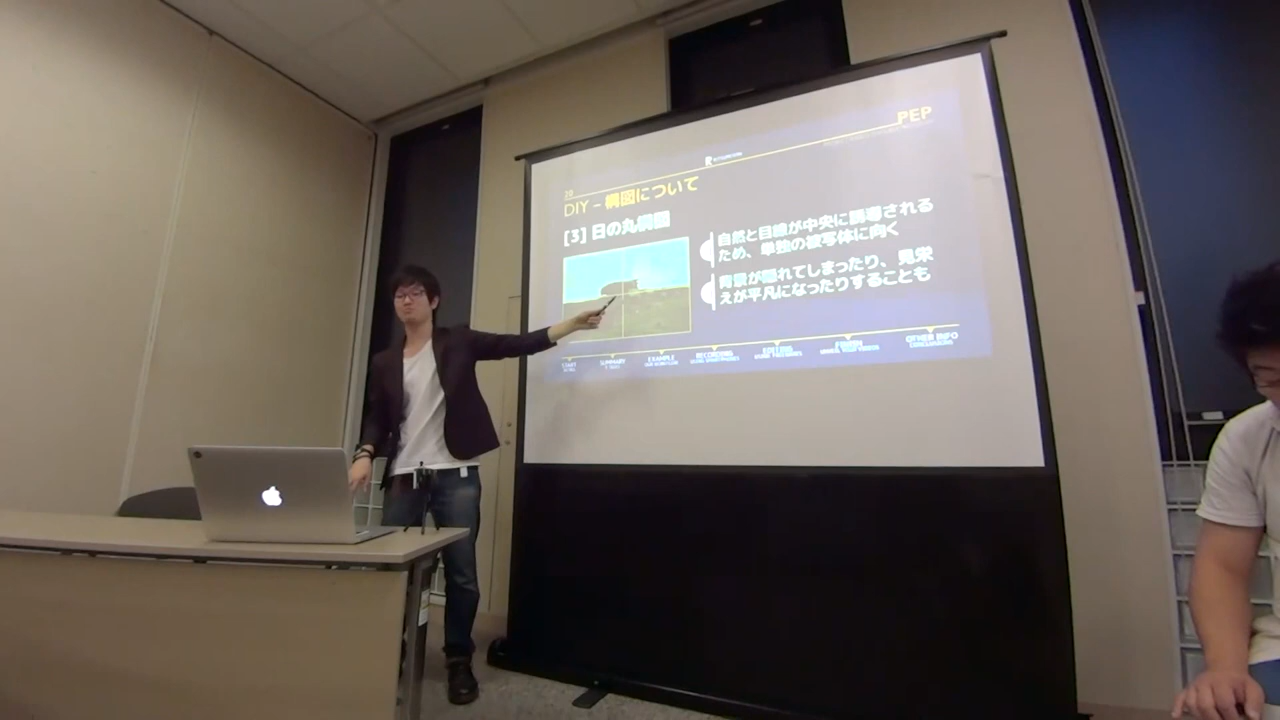 PEP
20
DIY - 構図について
[3] 日の丸構図
自然と目線が中央に誘導される
ため、単独の被写体に向く
背景が隠れてしまったり、見栄
えが平凡になったりすることも
START
SUMMARY
EXAMPLE
RECORDING
EDITING
OTHER INFO
CONCLUSIONS